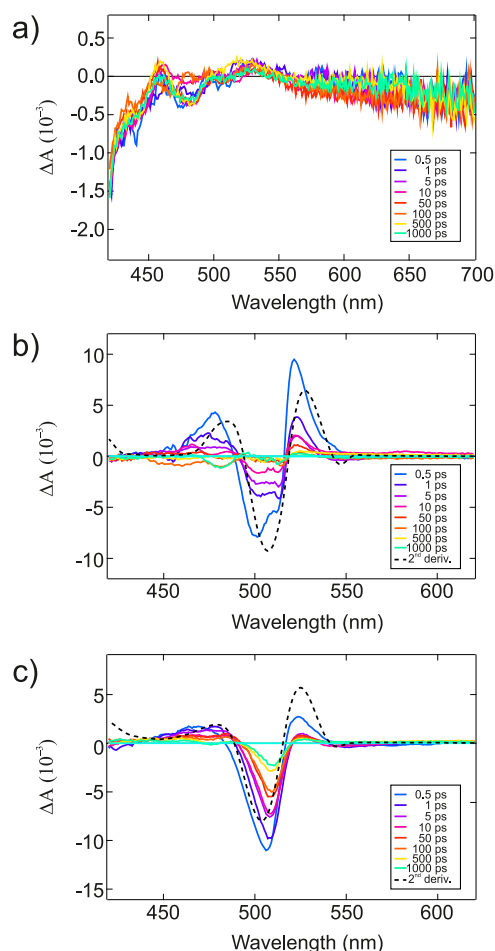 a)
0.5
0.0
-0.5
-1.0
-1.5
-2.0
ΔA (10⁻³)
0.5 ps
1 ps
5 ps
10 ps
50 ps
100 ps
500 ps
1000 ps
450 500 550 600 650 700
Wavelength (nm)
b)
10
5
0
-5
-10
ΔA (10⁻³)
0.5 ps
1 ps
5 ps
10 ps
50 ps
100 ps
500 ps
1000 ps
2nd deriv.
450 500 550 600
Wavelength (nm)
c)
5
0
-5
-10
-15
ΔA (10⁻³)
0.5 ps
1 ps
5 ps
10 ps
50 ps
100 ps
500 ps
1000 ps
2nd deriv.
450 500 550 600
Wavelength (nm)